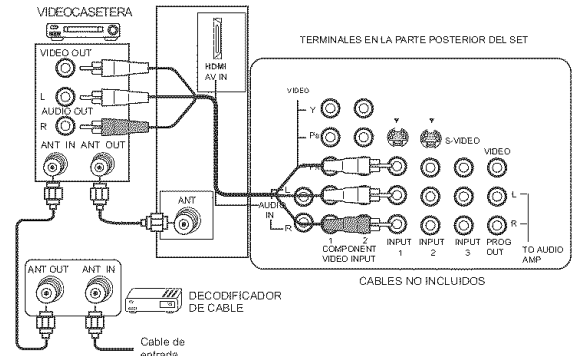 VIDEOCASETERA
VIDEO OUT
L
AUDIO OUT
R
ANT IN ANT OUT
HDMI
AV IN
ANT
TERMINALES EN LA PARTE POSTERIOR DEL SET
VIDEO
Y
PB
PR
S-VIDEO
VIDEO
L
AUDIO
IN
R
L
R
1 2
COMPONENT
VIDEO INPUT
INPUT
1
INPUT
2
INPUT
3
PROG
OUT
TO AUDIO
AMP
CABLES NO INCLUIDOS
ANT OUT ANT IN
DECODIFICADOR
DE CABLE
Cable de
entrada